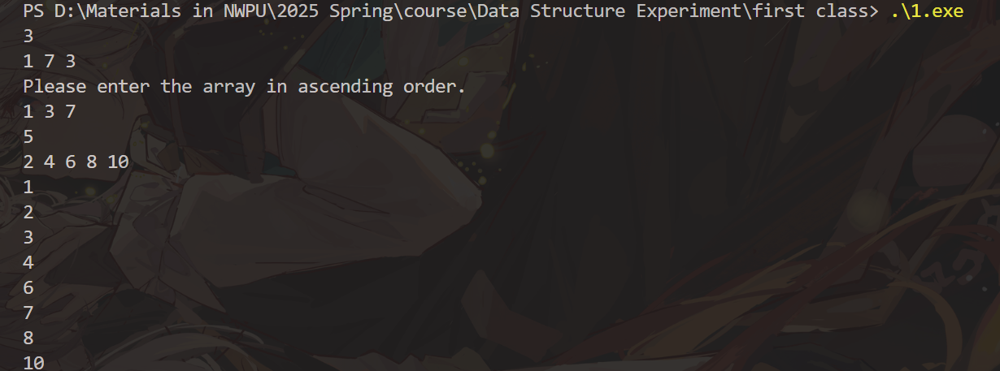 PS D:\Materials in NWPU\2025 Spring\course\Data Structure Experiment\first class> .\1.exe
3
1 7 3
Please enter the array in ascending order.
1 3 7
5
2 4 6 8 10
1
2
3
4
6
7
8
10